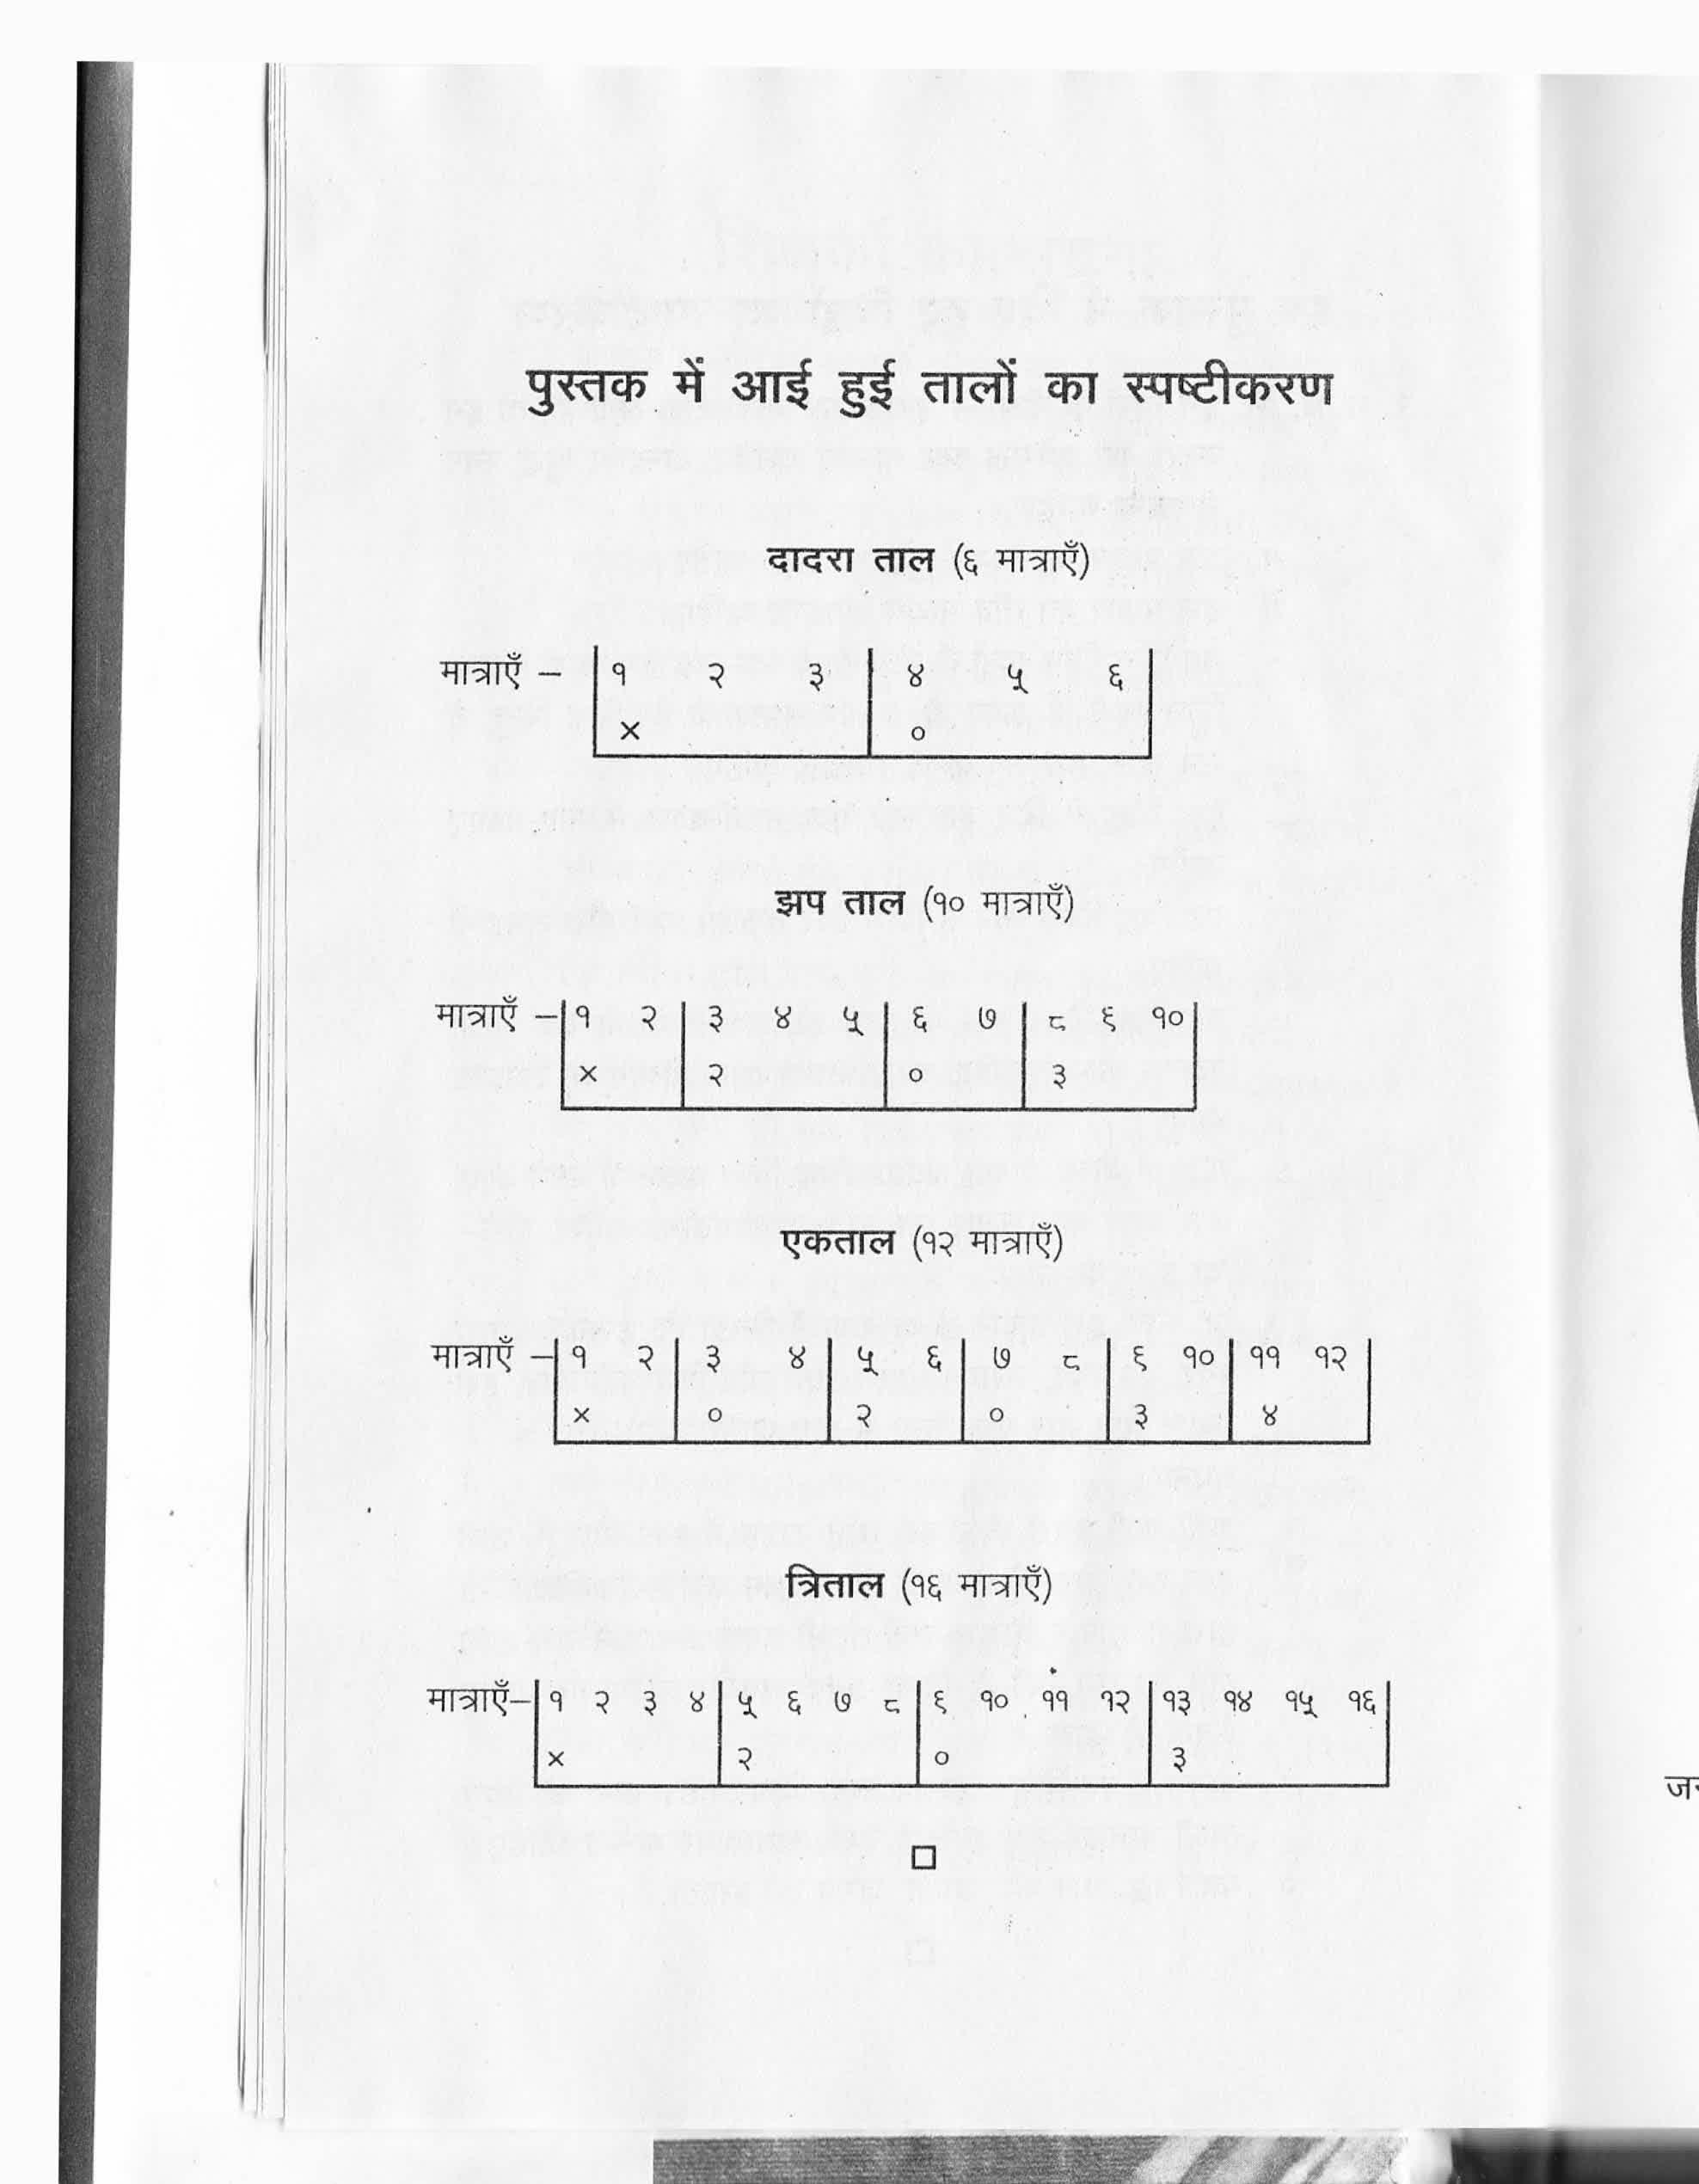 पुस्तक में आई हुई तालों का स्पष्टीकरण
दादरा ताल (६ मात्राएँ)
मात्राएँ – १ २ ३ ४ ५ ६
× ०
झप ताल (१० मात्राएँ)
मात्राएँ – १ २ ३ ४ ५ ६ ७ ८ ९ १०
× २ ० ३
एकताल (१२ मात्राएँ)
मात्राएँ – १ २ ३ ४ ५ ६ ७ ८ ९ १० ११ १२
× ० २ ० ३ ४
त्रिताल (१६ मात्राएँ)
मात्राएँ– १ २ ३ ४ ५ ६ ७ ८ ९ १० ११ १२ १३ १४ १५ १६
× २ ० ३